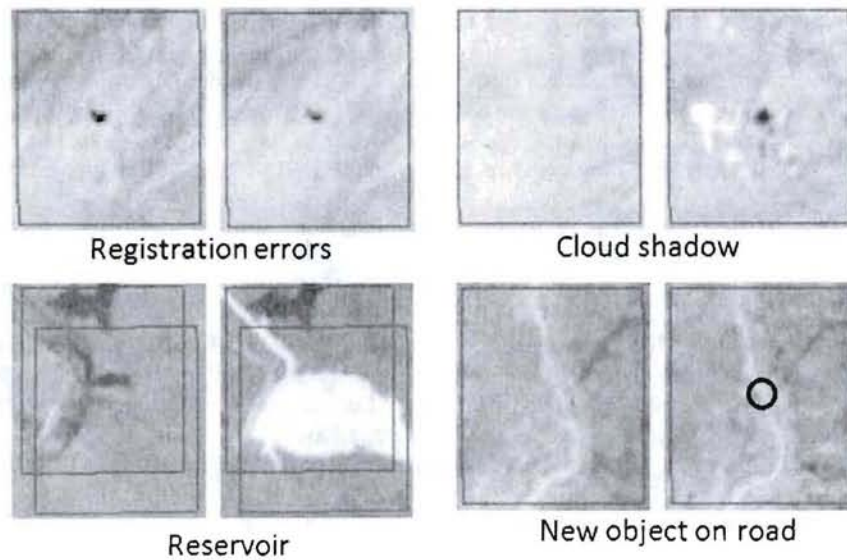 Registration errors
Cloud shadow
Reservoir
New object on road